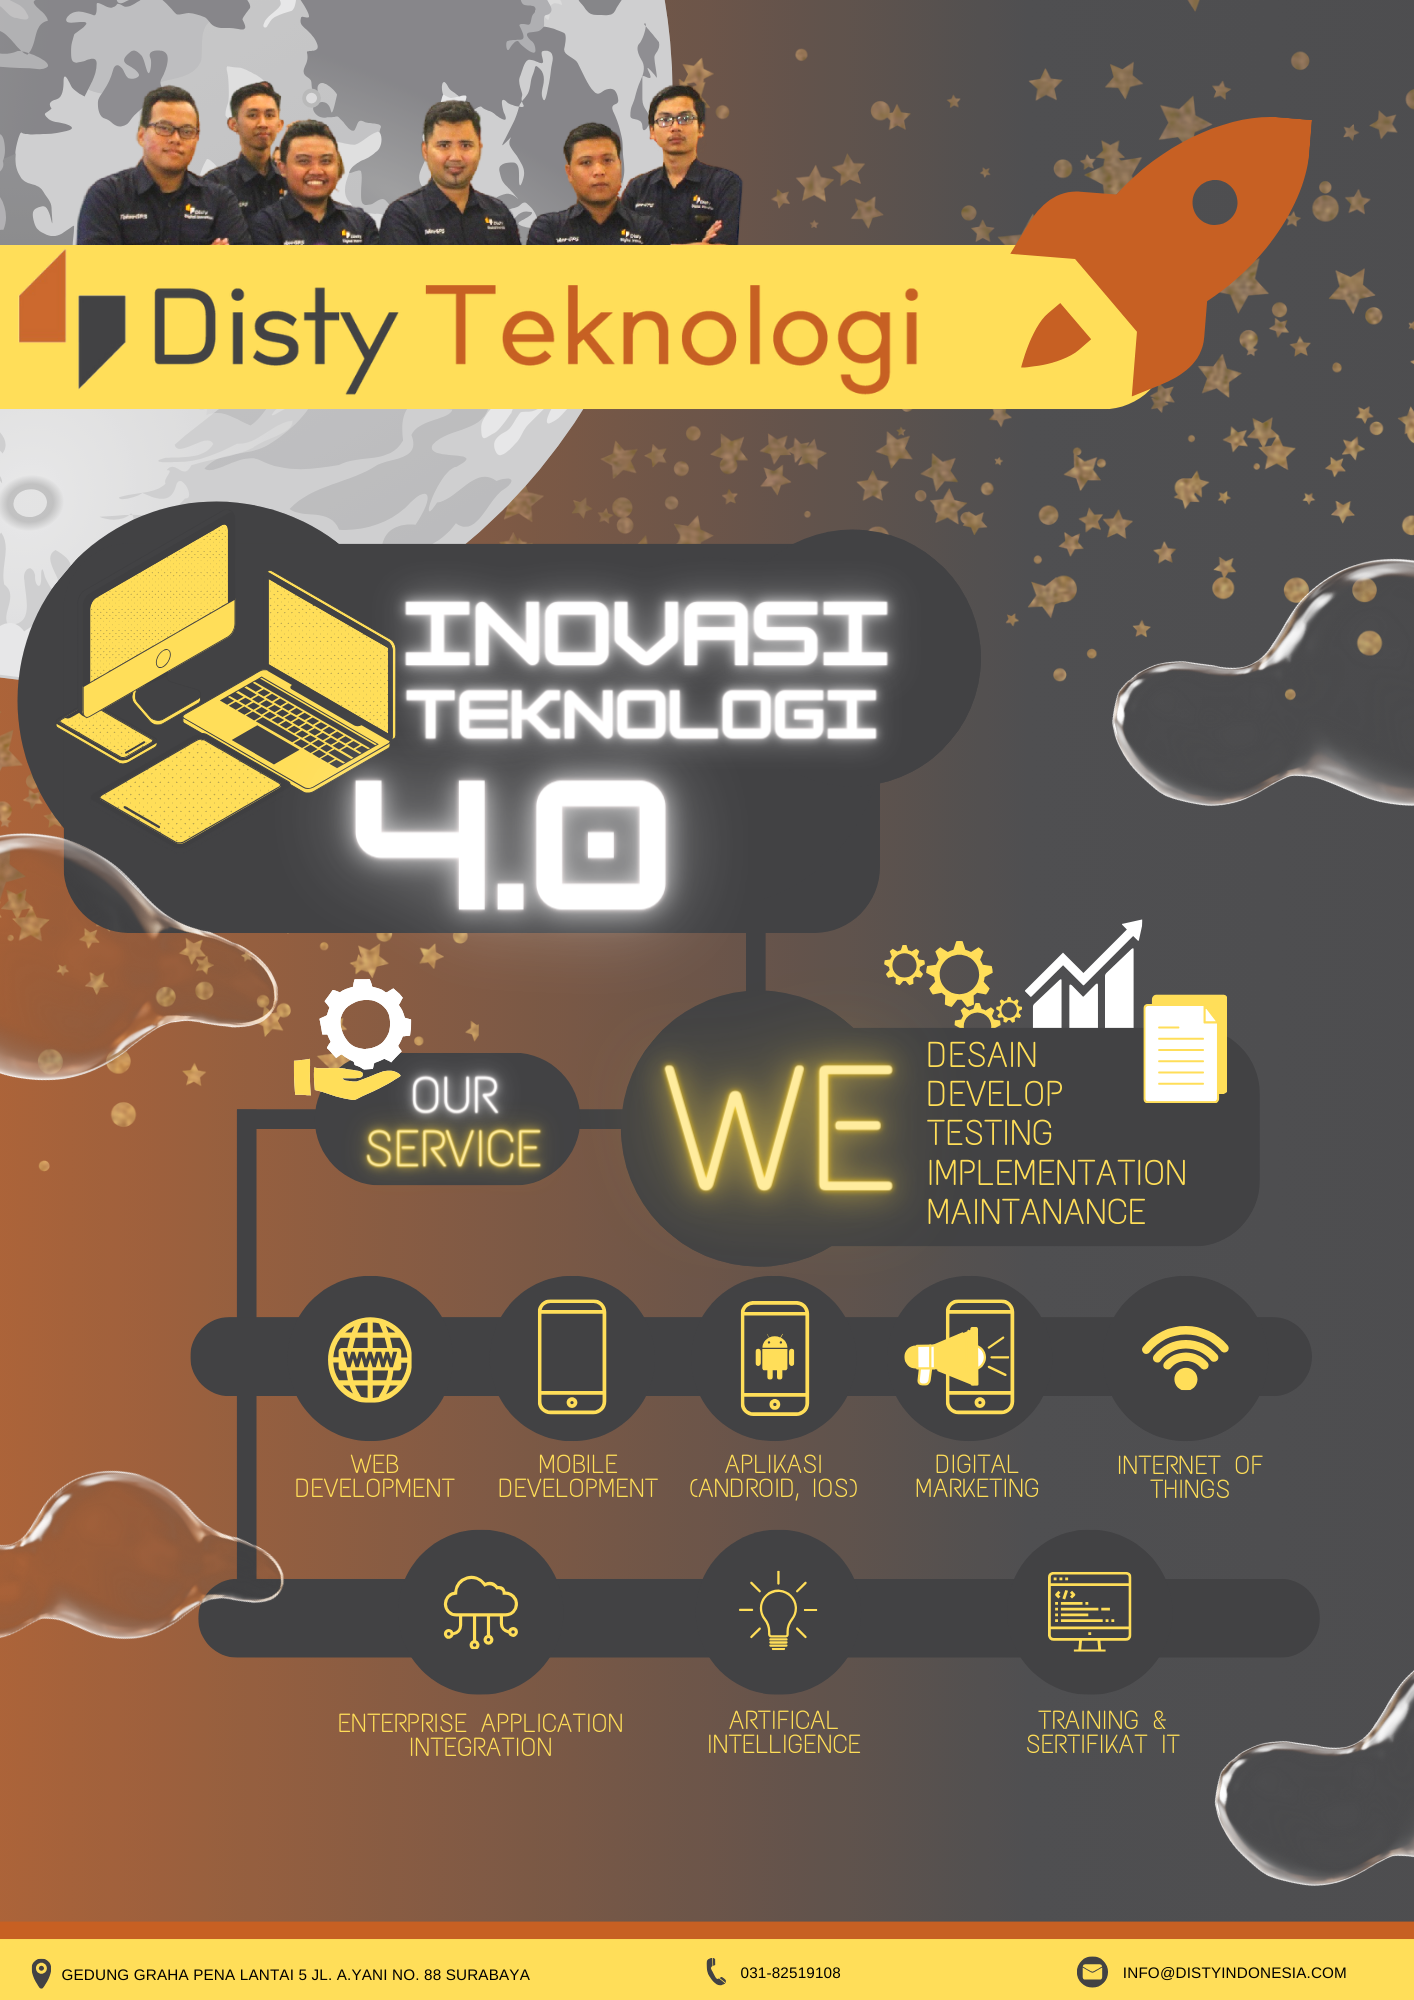 Disty Teknologi
INOVASI
TEKNOLOGI
4.0
OUR
SERVICE
WE
DESAIN
DEVELOP
TESTING
IMPLEMENTATION
MAINTANANCE
WWW
WEB
DEVELOPMENT
MOBILE
DEVELOPMENT
APLIKASI
(ANDROID, IOS)
DIGITAL
MARKETING
INTERNET OF
THINGS
ENTERPRISE APPLICATION
INTEGRATION
ARTIFICAL
INTELLIGENCE
</>
TRAINING &
SERTIFIKAT IT
GEDUNG GRAHA PENA LANTAI 5 JL. A.YANI NO. 88 SURABAYA
031-82519108
INFO@DISTYINDONESIA.COM